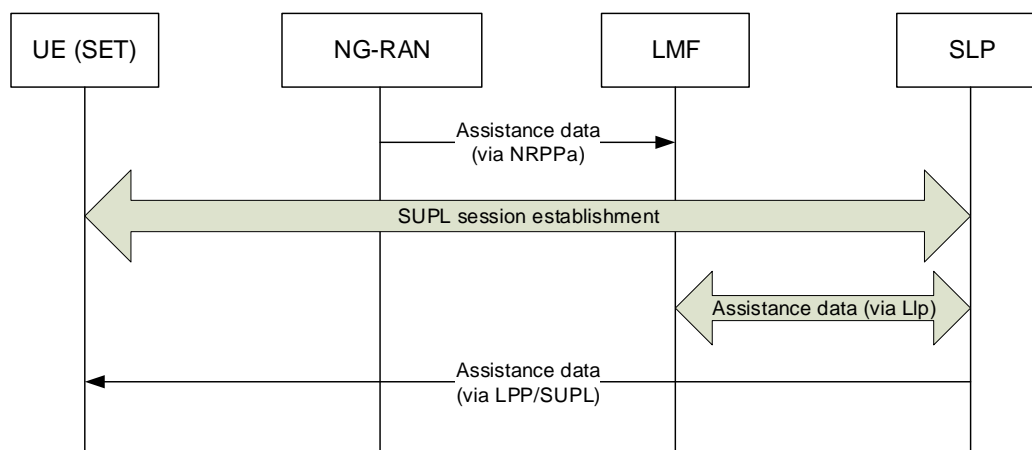 UE (SET)
NG-RAN
LMF
SLP
Assistance data
(via NRPPa)
SUPL session establishment
Assistance data (via Llp)
Assistance data
(via LPP/SUPL)